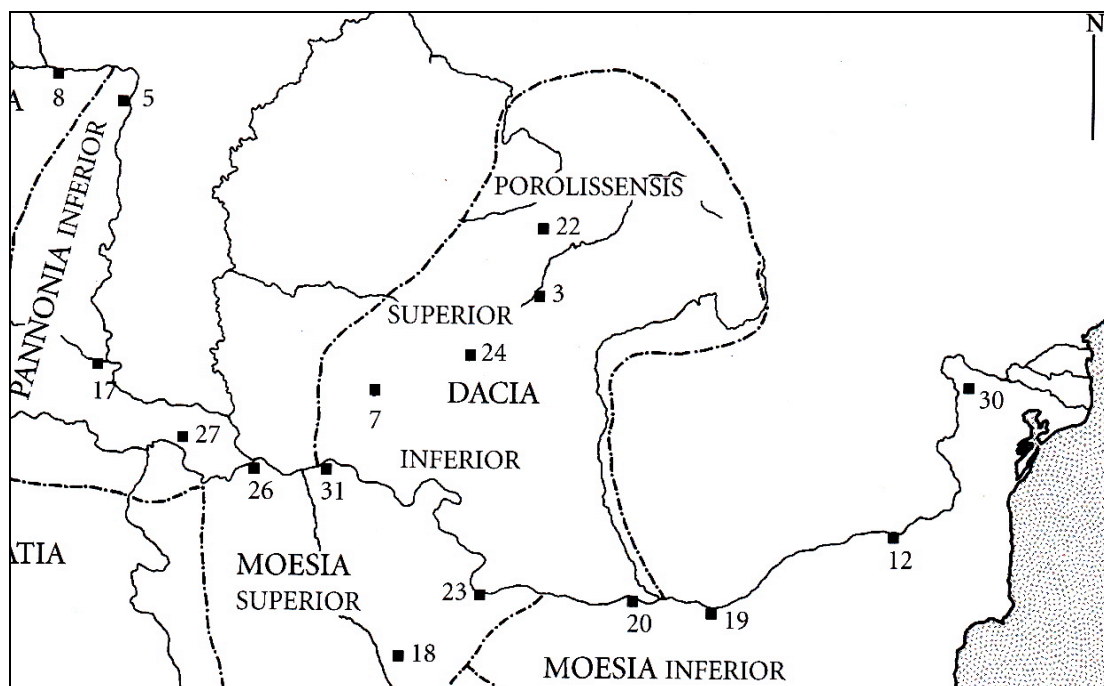 N
8
5
A
PANNONIA INFERIOR
POROLISSENSIS
22
3
SUPERIOR
24
17
7
DACIA
30
27
INFERIOR
26
31
12
ATIA
MOESIA
SUPERIOR
23
20
19
18
MOESIA INFERIOR